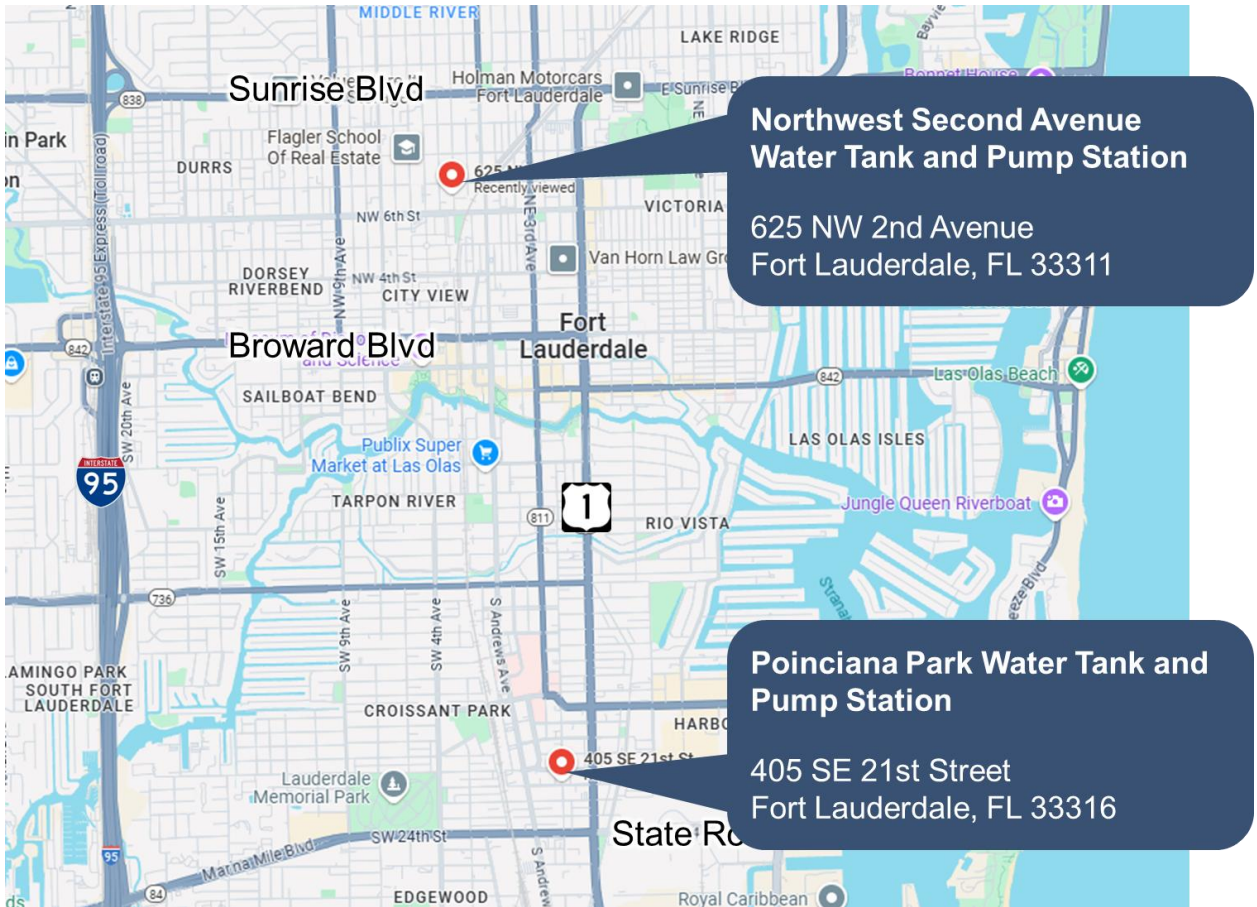 MIDDLE RIVER
LAKE RIDGE
Sunrise Blvd
Holman Motorcars
Fort Lauderdale
E Sunrise
Bonnet House
838
Flagler School
Of Real Estate
in Park
DURRS
625 NW
Recently viewed
NE
Northwest Second Avenue
Water Tank and Pump Station
625 NW 2nd Avenue
Fort Lauderdale, FL 33311
Interstate 95 Express (Toll road)
NW 6th St
NE 3rd Ave
VICTORIA
Van Horn Law
DORSEY
RIVERBEND
NW 9th Ave
NW 4th St
CITY VIEW
Fort
Lauderdale
Broward Blvd
and Science
842
842
Las Olas Beach
SW 20th Ave
SAILBOAT BEND
Publix Super
Market at Las Olas
LAS OLAS ISLES
INTERSTATE
95
TARPON RIVER
811
1
RIO VISTA
Jungle Queen Riverboat
SW 15th Ave
736
SW 9th Ave
SW 4th Ave
S Andrews Ave
AMINGO PARK
SOUTH FORT
LAUDERDALE
CROISSANT PARK
HARBO
Poinciana Park Water Tank and
Pump Station
405 SE 21st Street
Fort Lauderdale, FL 33316
405 SE 21st St
Lauderdale
Memorial Park
SW 24th St
State Ro
95
Marina Mile Blvd
84
S Andrew
EDGEWOOD
Royal Caribbean
ds